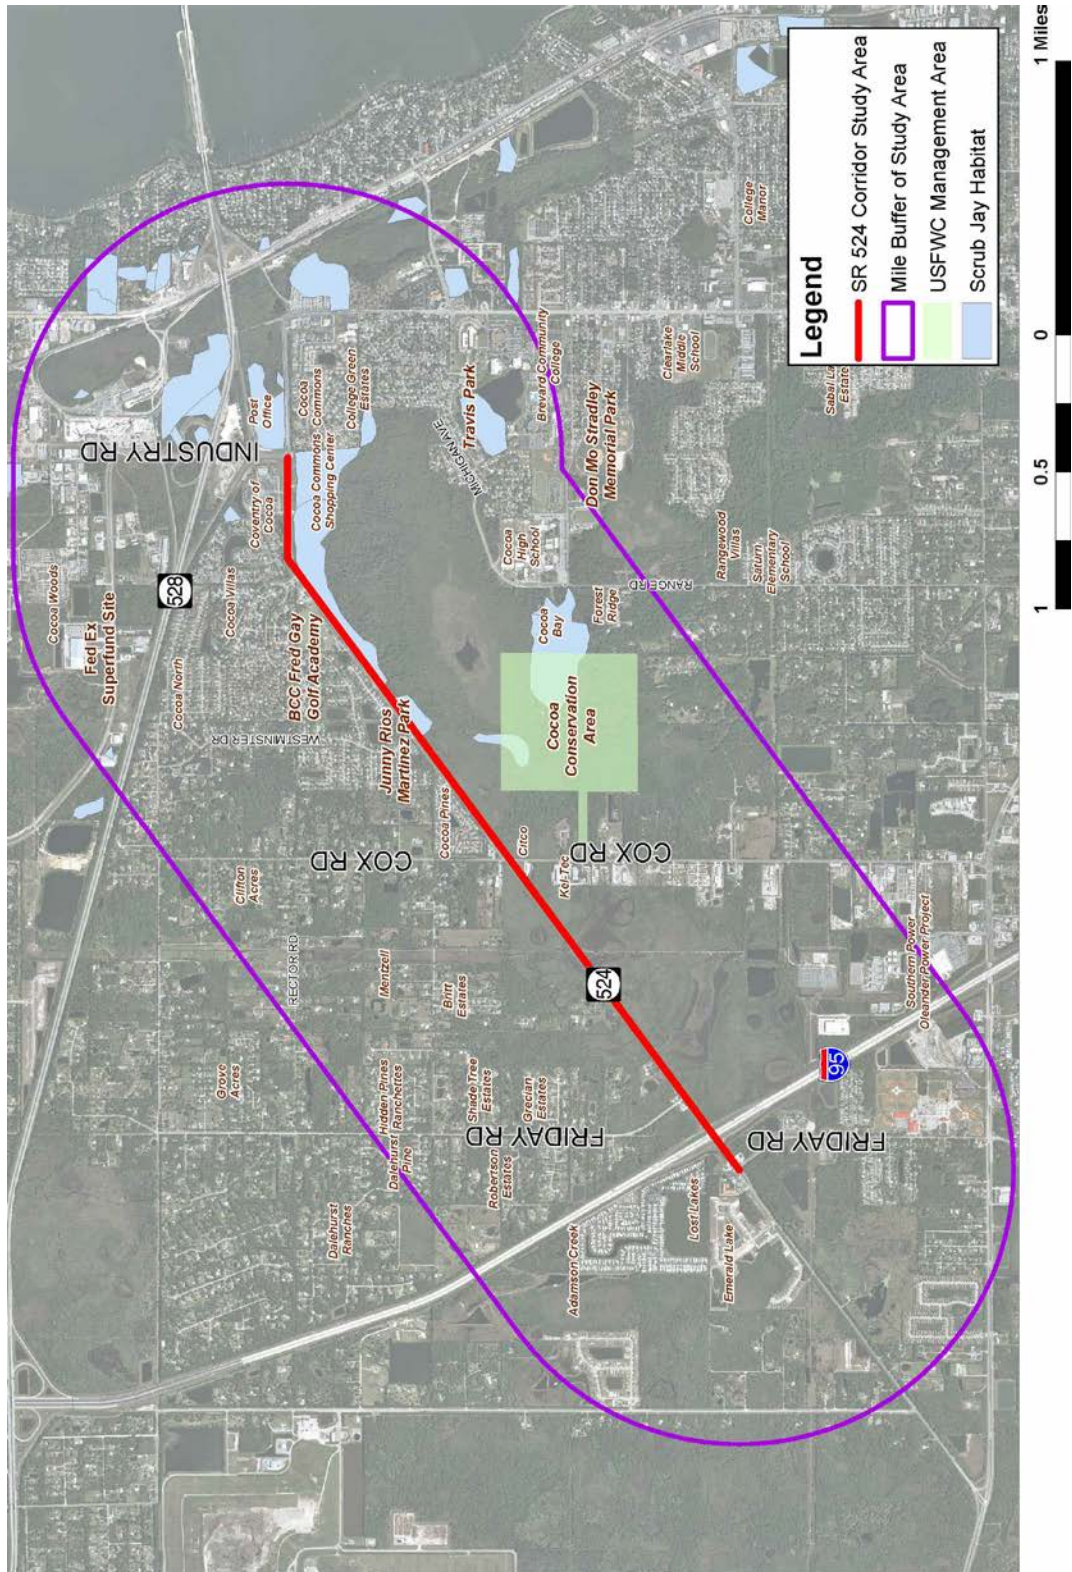 Legend
SR 524 Corridor Study Area
Mile Buffer of Study Area
USFWC Management Area
Scrub Jay Habitat
1
0.5
0
1 Miles
INDUSTRY RD
528
Cocoa Woods
Fed Ex
Superfund Site
Post
Office
Coventry of
Cocoa
Cocoa Commons
Shopping Center
Cocoa
Commons
College Green
Estates
Cocoa Villas
Cocoa North
BCC Fred Gay
Golf Academy
WESTMINSTER DR
Junny Rios
Martinez Park
Cocoa Pines
COX RD
Citco
Kel-Tec
COX RD
Clifton
Acres
RECTOR RD
Mentzell
Britt
Estates
Grove
Acres
Hidden Pines
Ranchettes
Dalehurst
Pine
Dalehurst
Ranches
Shade Tree
Estates
Grecian
Estates
FRIDAY RD
Robertson
Estates
524
Adamson Creek
Lost Lakes
Emerald Lake
FRIDAY RD
95
Southern Power
Oleander Power Project
Cocoa
Conservation
Area
Cocoa
Bay
Forest
Ridge
RANGE RD
Cocoa
High
School
MICHIGAN AVE
Travis Park
Brevard Community
College
Don Mo Stradley
Memorial Park
Rangewood
Villas
Saturn
Elementary
School
Clearlake
Middle
School
College
Manor
Estate